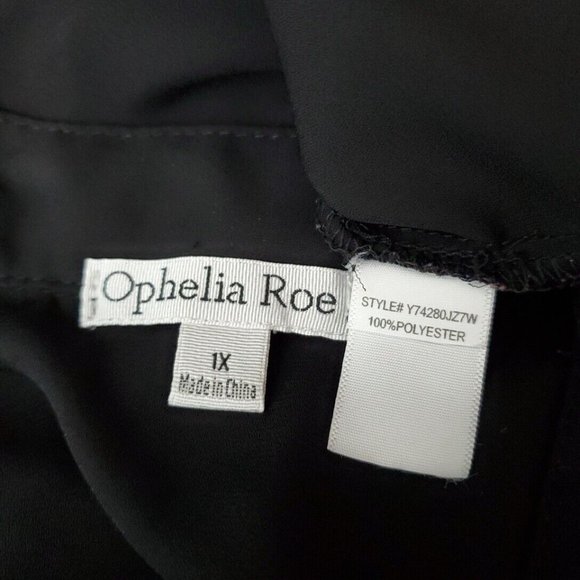 Ophelia Roe
1X
Made in China
STYLE# Y74280JZ7W
100%POLYESTER